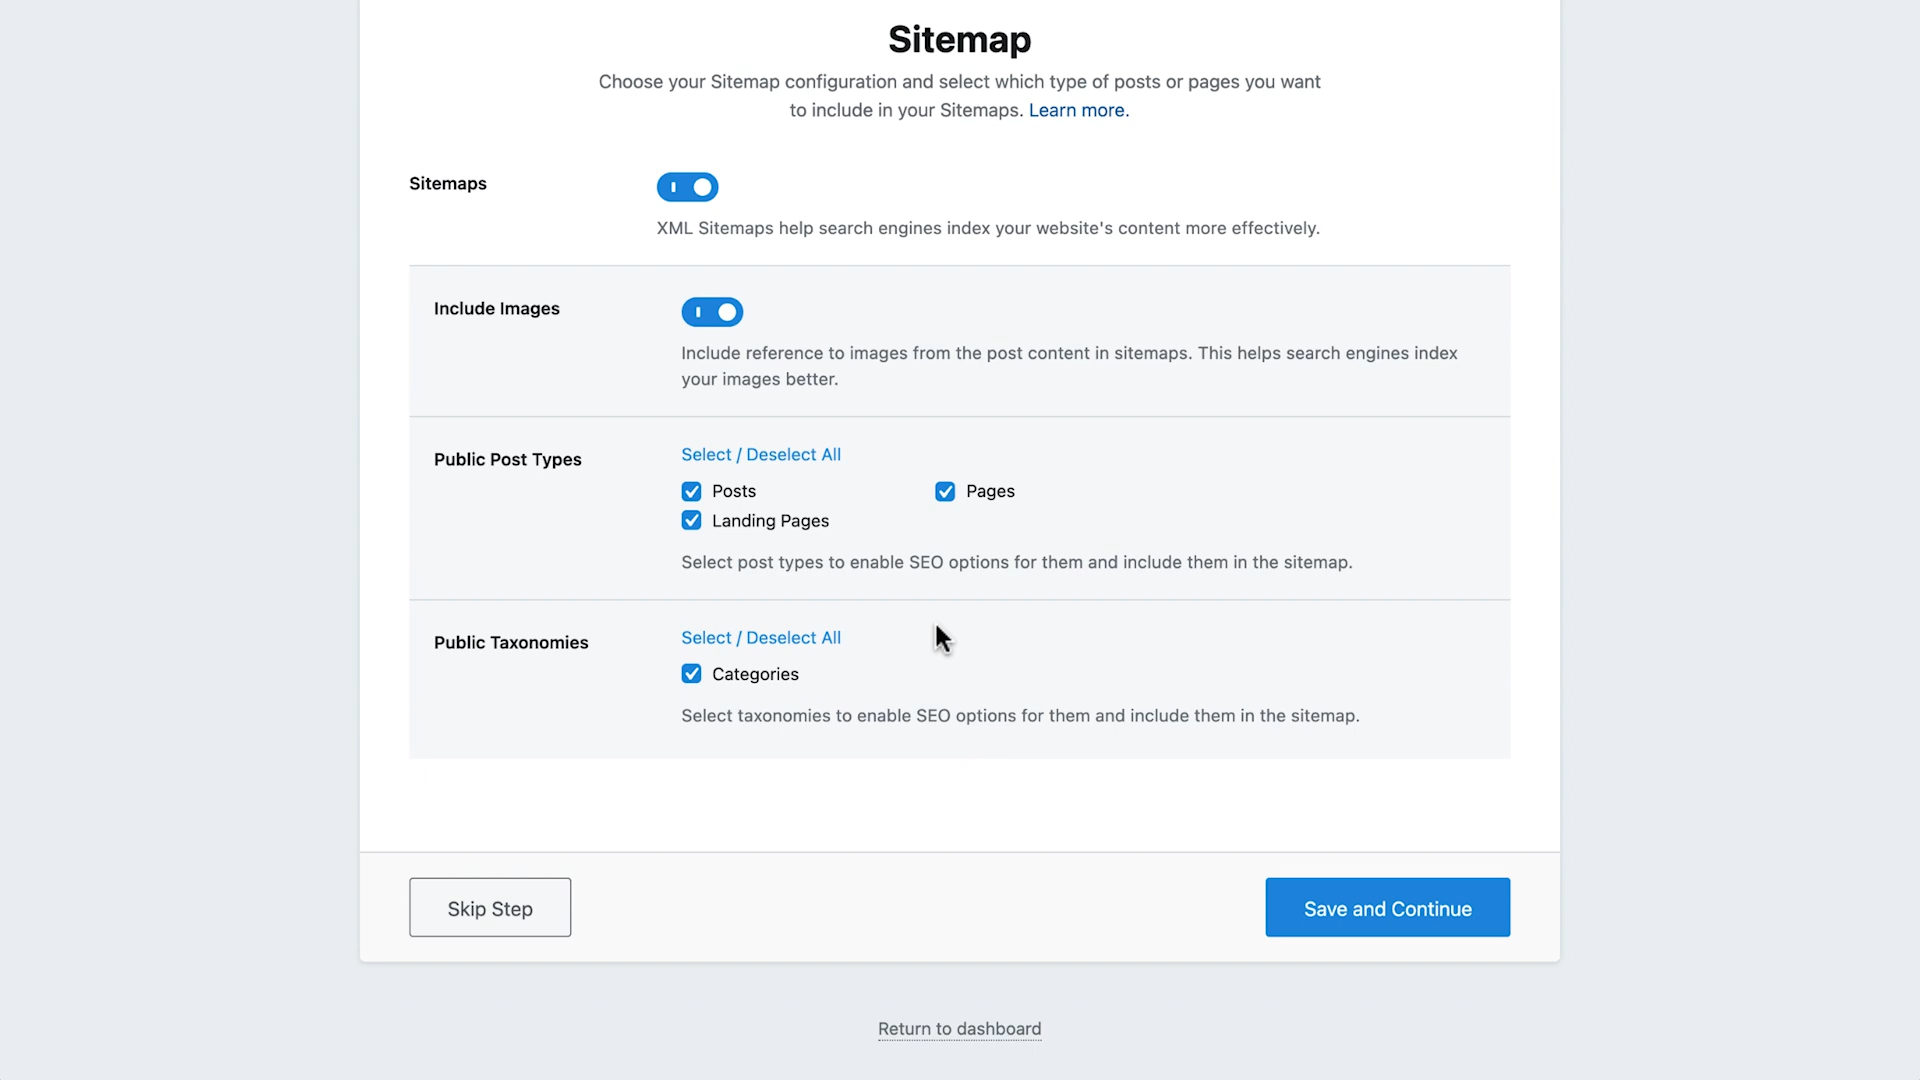 Sitemap
Choose your Sitemap configuration and select which type of posts or pages you want
to include in your Sitemaps. Learn more.
Sitemaps
XML Sitemaps help search engines index your website's content more effectively.
Include Images
Include reference to images from the post content in sitemaps. This helps search engines index
your images better.
Public Post Types
Select / Deselect All
Posts
Pages
Landing Pages
Select post types to enable SEO options for them and include them in the sitemap.
Public Taxonomies
Select / Deselect All
Categories
Select taxonomies to enable SEO options for them and include them in the sitemap.
Skip Step
Save and Continue
Return to dashboard